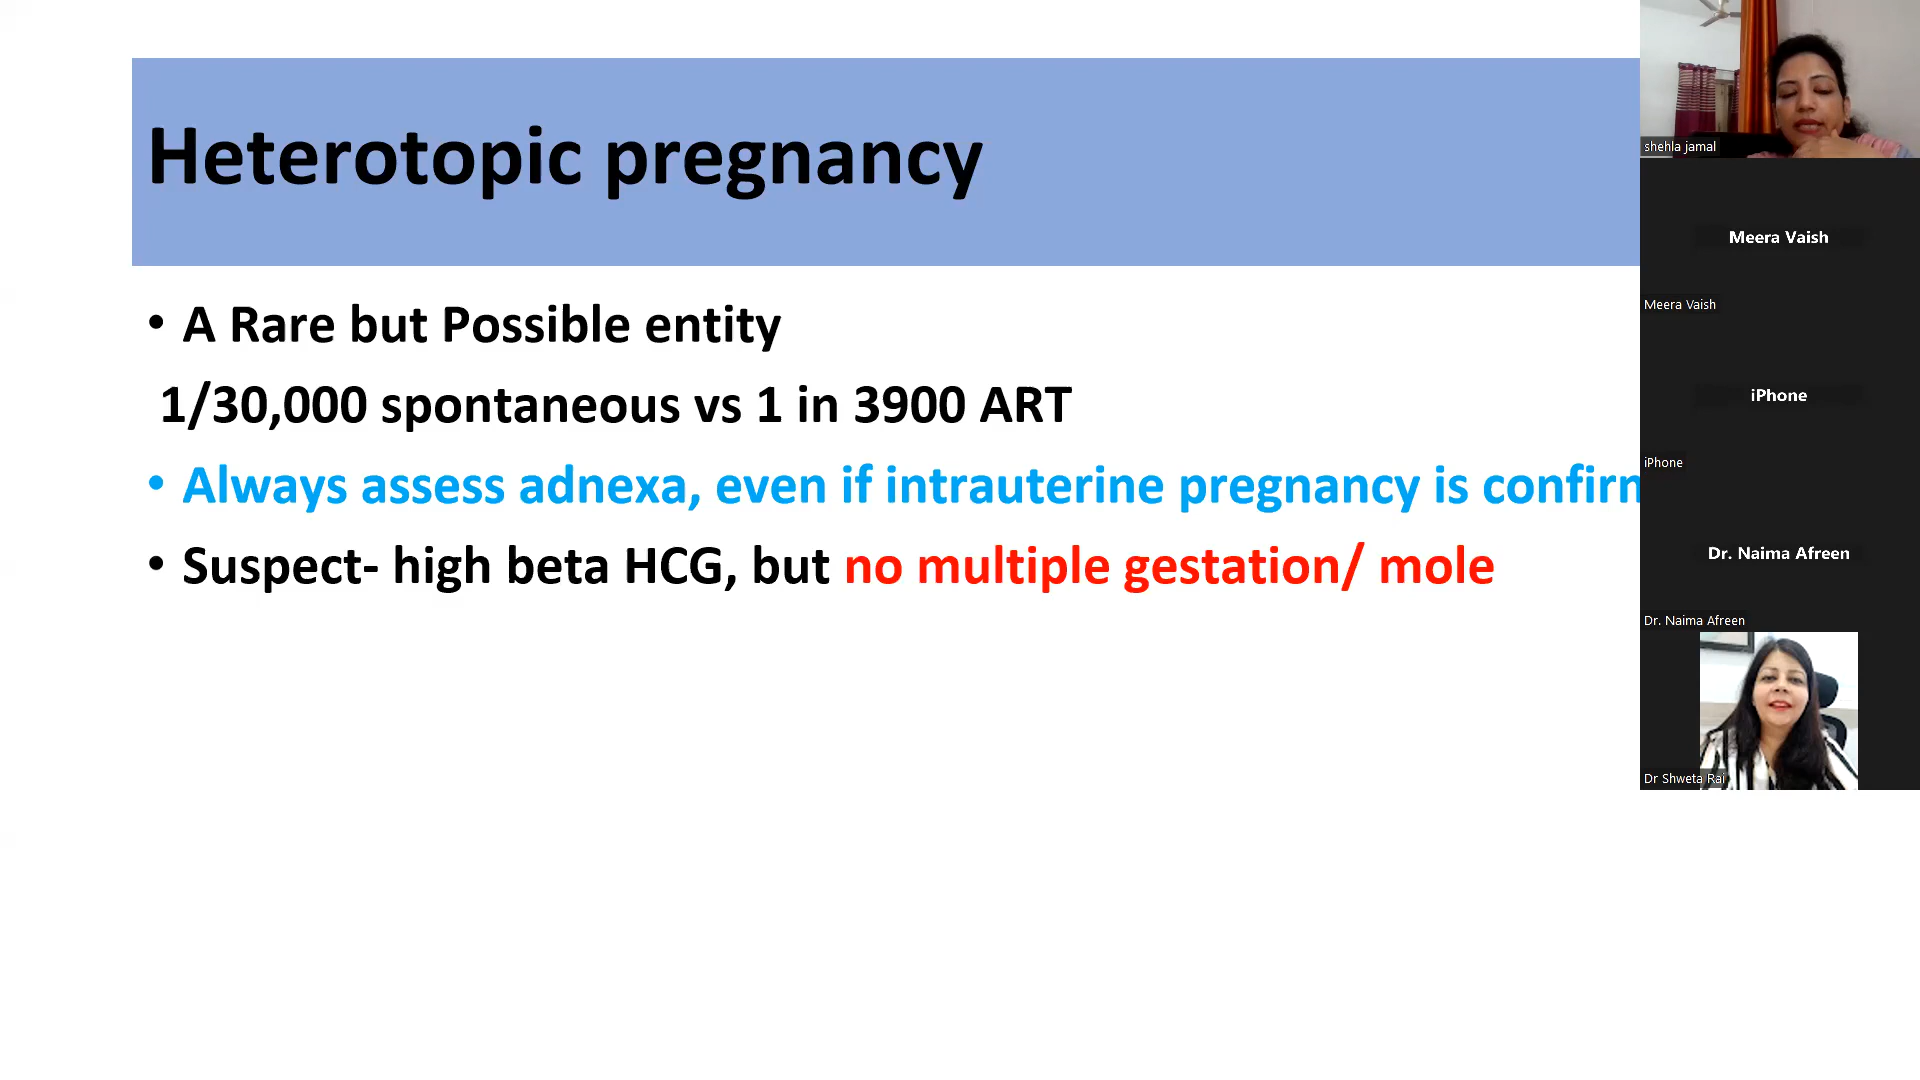 Heterotopic pregnancy
• A Rare but Possible entity
1/30,000 spontaneous vs 1 in 3900 ART
• Always assess adnexa, even if intrauterine pregnancy is
• Suspect- high beta HCG, but no multiple gestation/ mole
shehla jamal
Meera Vaish
Meera Vaish
iPhone
iPhone
Dr. Naima Afreen
Dr. Naima Afreen
Dr Shweta Rai